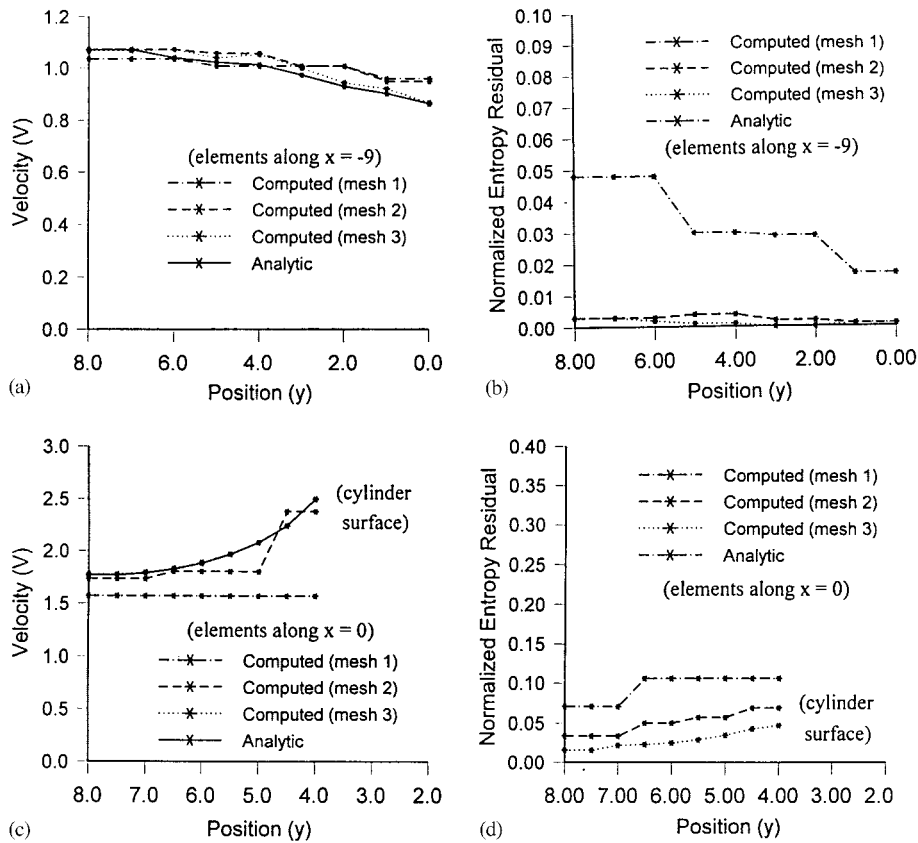 (a)
Velocity (V)
1.2
1.0
0.8
0.6
0.4
0.2
0.0
(elements along x = -9)
Computed (mesh 1)
Computed (mesh 2)
Computed (mesh 3)
Analytic
8.0 6.0 4.0 2.0 0.0
Position (y)
(b)
Normalized Entropy Residual
0.10
0.09
0.08
0.07
0.06
0.05
0.04
0.03
0.02
0.01
0.00
Computed (mesh 1)
Computed (mesh 2)
Computed (mesh 3)
Analytic
(elements along x = -9)
8.00 6.00 4.00 2.00 0.00
Position (y)
(c)
Velocity (V)
3.0
2.5
2.0
1.5
1.0
0.5
0.0
(cylinder
surface)
(elements along x = 0)
Computed (mesh 1)
Computed (mesh 2)
Computed (mesh 3)
Analytic
8.0 7.0 6.0 5.0 4.0 3.0 2.0
Position (y)
(d)
Normalized Entropy Residual
0.40
0.35
0.30
0.25
0.20
0.15
0.10
0.05
0.00
Computed (mesh 1)
Computed (mesh 2)
Computed (mesh 3)
Analytic
(elements along x = 0)
(cylinder
surface)
8.00 7.00 6.00 5.00 4.00 3.00 2.0
Position (y)